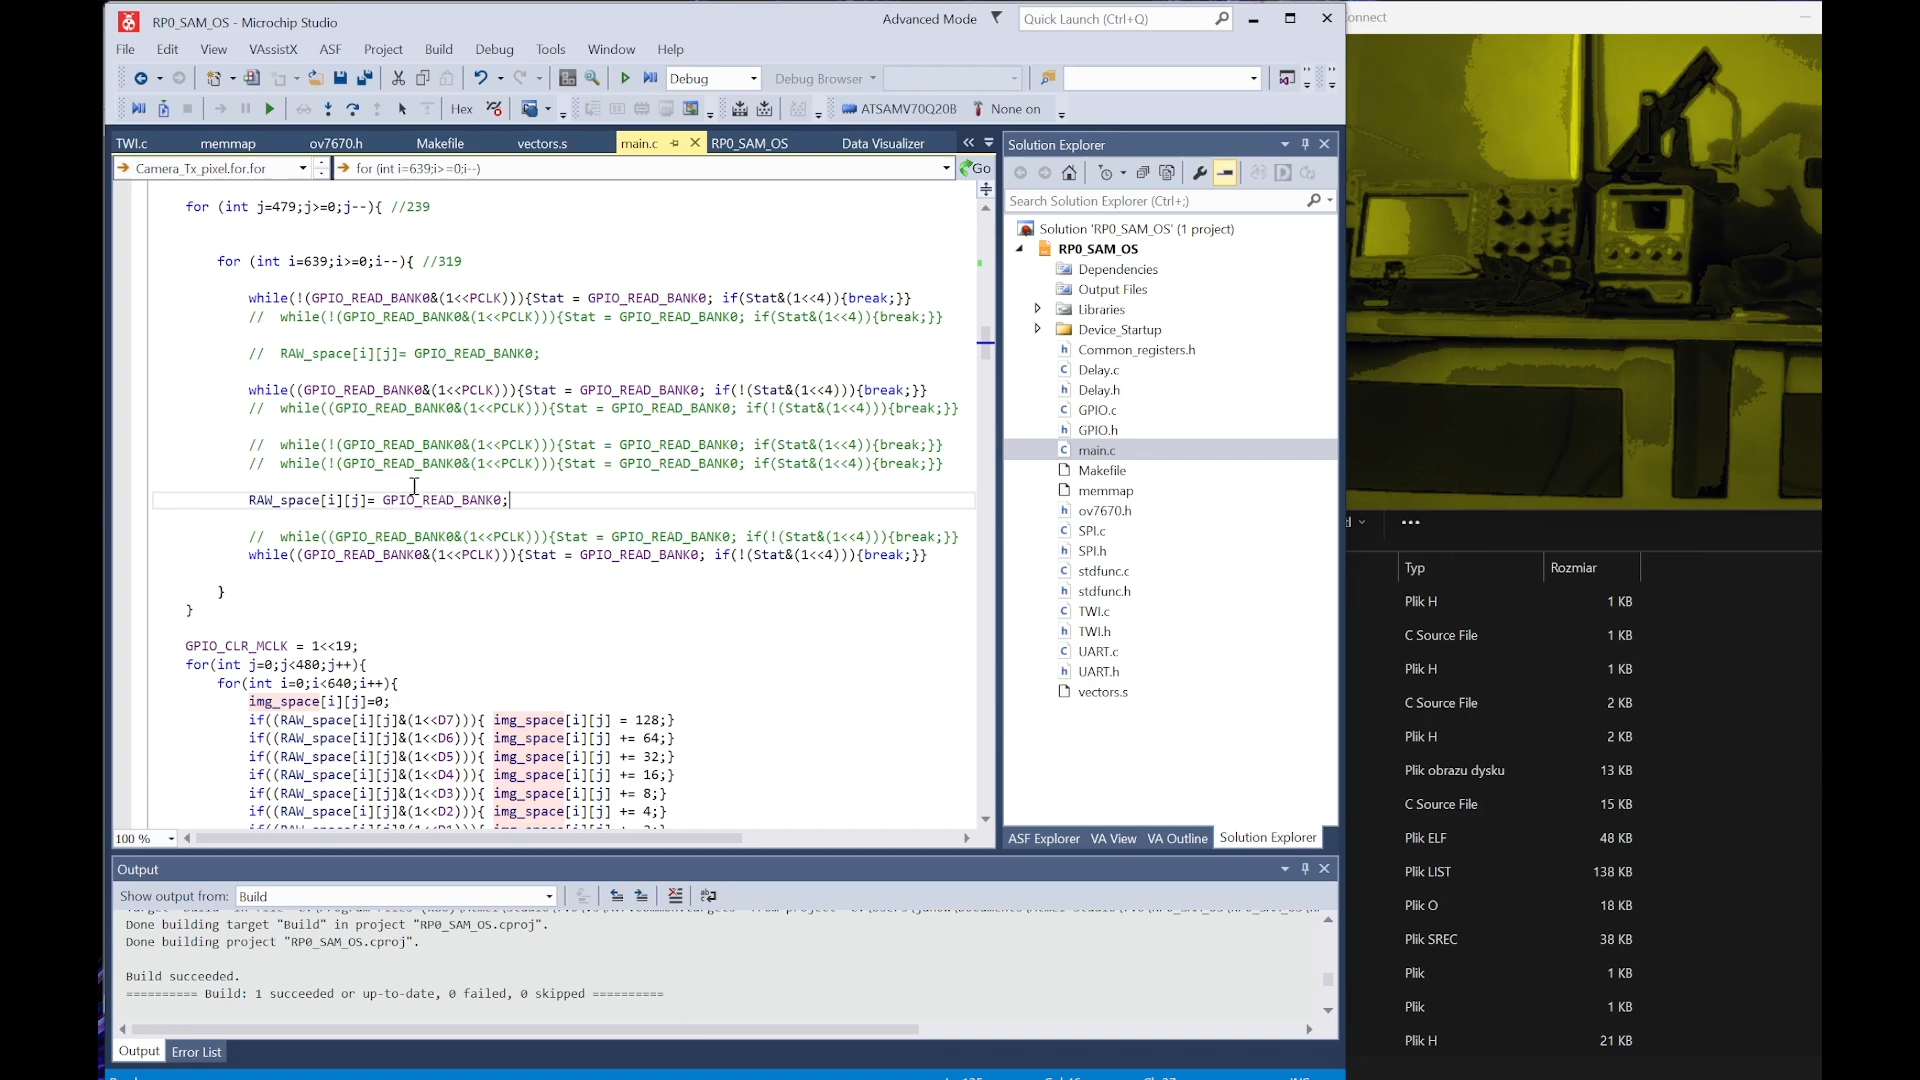 RP0_SAM_OS - Microchip Studio
Advanced Mode
Quick Launch (Ctrl+Q)
onnect
File Edit View VAssistX ASF Project Build Debug Tools Window Help
Debug
Debug Browser
Hex
ATSAMV70Q20B
None on
TWI.c memmap ov7670.h Makefile vectors.s main.c RP0_SAM_OS Data Visualizer
Camera_Tx_pixel.for.for
for (int i=639;i>=0;i--)
Go
for (int j=479;j>=0;j--){ //239
for (int i=639;i>=0;i--){ //319
while(!(GPIO_READ_BANK0&(1<<PCLK))){Stat = GPIO_READ_BANK0; if(Stat&(1<<4)){break;}}
// while(!(GPIO_READ_BANK0&(1<<PCLK))){Stat = GPIO_READ_BANK0; if(Stat&(1<<4)){break;}}
// RAW_space[i][j]= GPIO_READ_BANK0;
while((GPIO_READ_BANK0&(1<<PCLK))){Stat = GPIO_READ_BANK0; if(!(Stat&(1<<4))){break;}}
// while((GPIO_READ_BANK0&(1<<PCLK))){Stat = GPIO_READ_BANK0; if(!(Stat&(1<<4))){break;}}
// while(!(GPIO_READ_BANK0&(1<<PCLK))){Stat = GPIO_READ_BANK0; if(Stat&(1<<4)){break;}}
// while(!(GPIO_READ_BANK0&(1<<PCLK))){Stat = GPIO_READ_BANK0; if(Stat&(1<<4)){break;}}
RAW_space[i][j]= GPIO_READ_BANK0;
// while((GPIO_READ_BANK0&(1<<PCLK))){Stat = GPIO_READ_BANK0; if(!(Stat&(1<<4))){break;}}
while((GPIO_READ_BANK0&(1<<PCLK))){Stat = GPIO_READ_BANK0; if(!(Stat&(1<<4))){break;}}
}
}
GPIO_CLR_MCLK = 1<<19;
for(int j=0;j<480;j++){
for(int i=0;i<640;i++){
img_space[i][j]=0;
if((RAW_space[i][j]&(1<<D7))){ img_space[i][j] = 128;}
if((RAW_space[i][j]&(1<<D6))){ img_space[i][j] += 64;}
if((RAW_space[i][j]&(1<<D5))){ img_space[i][j] += 32;}
if((RAW_space[i][j]&(1<<D4))){ img_space[i][j] += 16;}
if((RAW_space[i][j]&(1<<D3))){ img_space[i][j] += 8;}
if((RAW_space[i][j]&(1<<D2))){ img_space[i][j] += 4;}
100 %
Solution Explorer
Search Solution Explorer (Ctrl+;)
Solution 'RP0_SAM_OS' (1 project)
RP0_SAM_OS
Dependencies
Output Files
Libraries
Device_Startup
Common_registers.h
Delay.c
Delay.h
GPIO.c
GPIO.h
main.c
Makefile
memmap
ov7670.h
SPI.c
SPI.h
stdfunc.c
stdfunc.h
TWI.c
TWI.h
UART.c
UART.h
vectors.s
ASF Explorer VA View VA Outline Solution Explorer
Output
Show output from: Build
Done building target "Build" in project "RP0_SAM_OS.cproj".
Done building project "RP0_SAM_OS.cproj".
Build succeeded.
========== Build: 1 succeeded or up-to-date, 0 failed, 0 skipped ==========
Output Error List
Typ Rozmiar
Plik H 1 KB
C Source File 1 KB
Plik H 1 KB
C Source File 2 KB
Plik H 2 KB
Plik obrazu dysku 13 KB
C Source File 15 KB
Plik ELF 48 KB
Plik LIST 138 KB
Plik O 18 KB
Plik SREC 38 KB
Plik 1 KB
Plik 1 KB
Plik H 21 KB